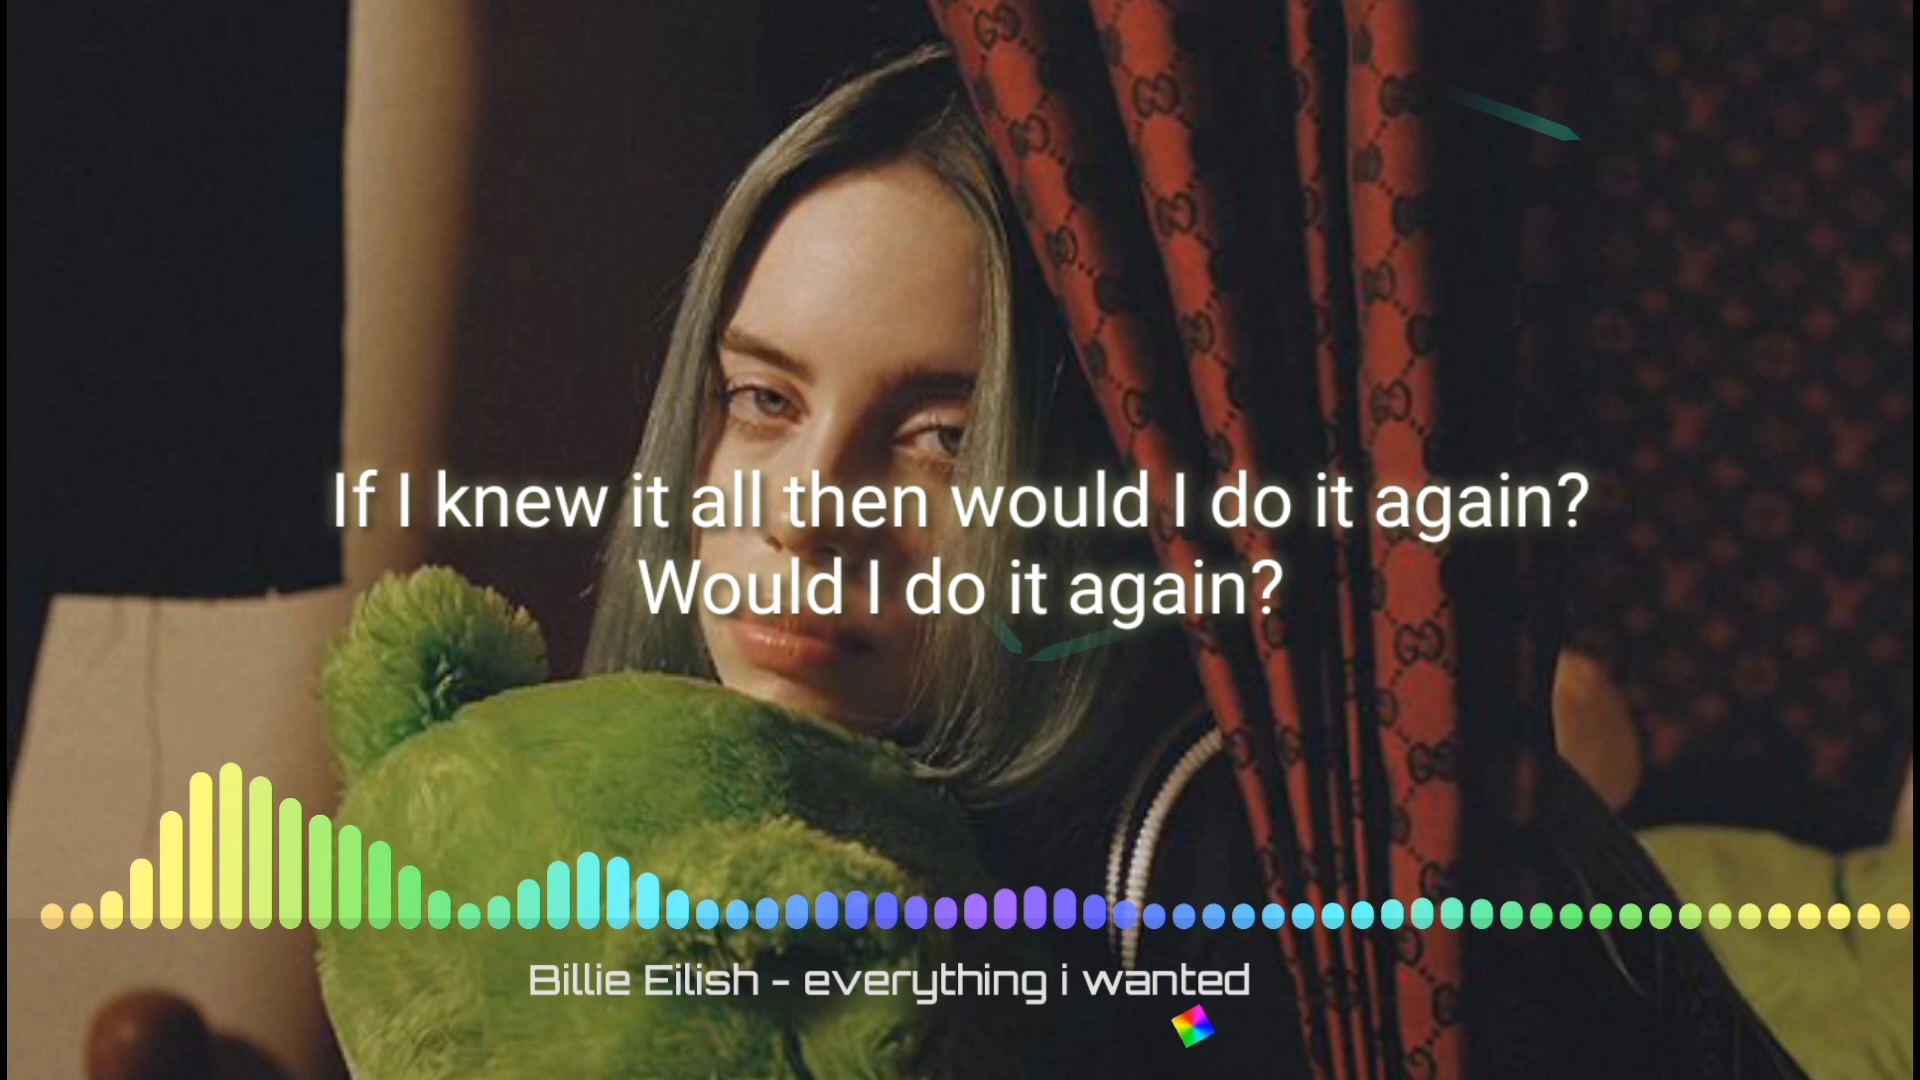 If I knew it all then would I do it again?
Would I do it again?
Billie Eilish - everything i wanted